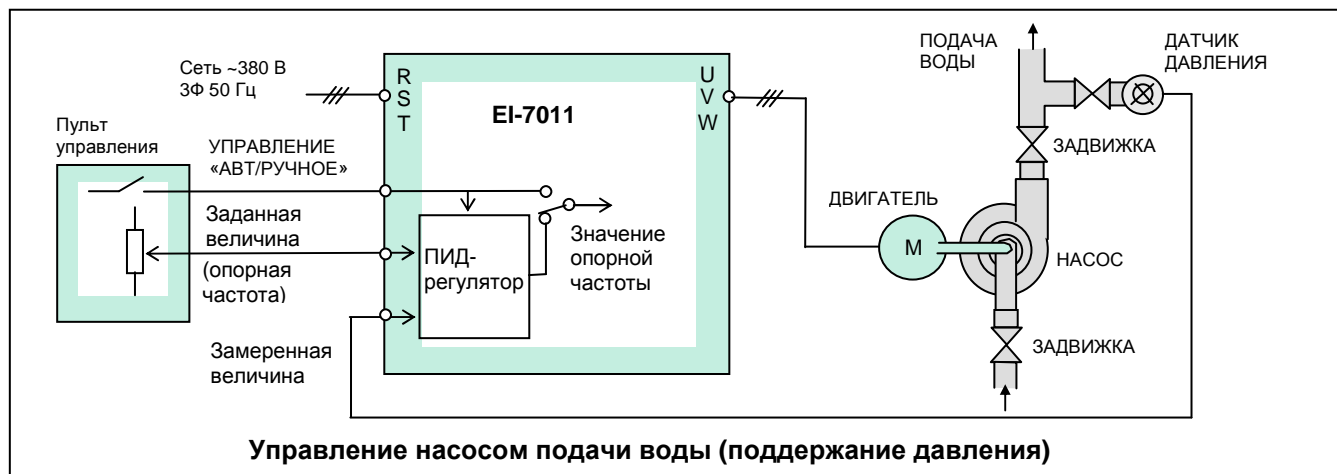 Сеть ~380 В
3Ф 50 Гц
R
S
T
EI-7011
U
V
W
ПОДАЧА
ВОДЫ
ДАТЧИК
ДАВЛЕНИЯ
Пульт
управления
УПРАВЛЕНИЕ
«АВТ/РУЧНОЕ»
ЗАДВИЖКА
ДВИГАТЕЛЬ
М
НАСОС
Заданная
величина
(опорная
частота)
ПИД-
регулятор
Значение
опорной
частоты
Замеренная
величина
ЗАДВИЖКА
Управление насосом подачи воды (поддержание давления)